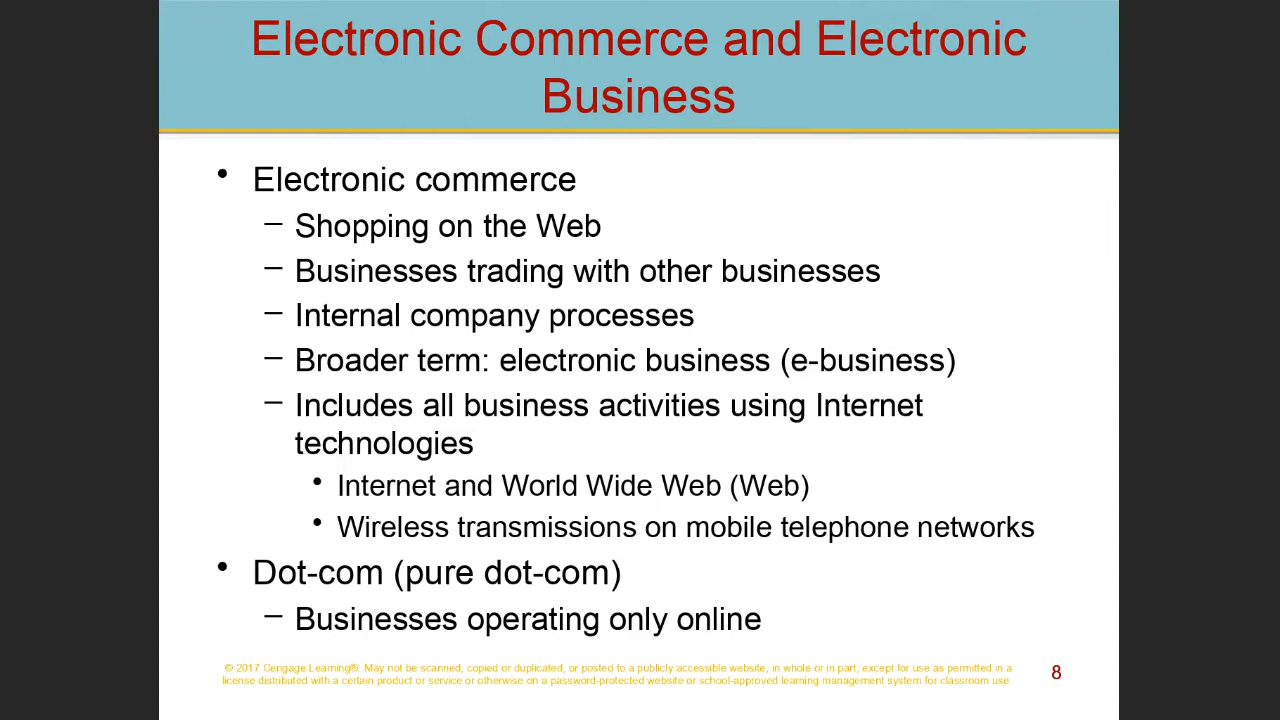 Electronic Commerce and Electronic
Business
• Electronic commerce
– Shopping on the Web
– Businesses trading with other businesses
– Internal company processes
– Broader term: electronic business (e-business)
– Includes all business activities using Internet
technologies
• Internet and World Wide Web (Web)
• Wireless transmissions on mobile telephone networks
• Dot-com (pure dot-com)
– Businesses operating only online
© 2017 Cengage Learning®. May not be scanned, copied or duplicated, or posted to a publicly accessible website, in whole or in part, except for use as permitted in a
license distributed with a certain product or service or otherwise on a password-protected website or school-approved learning management system for classroom use
8